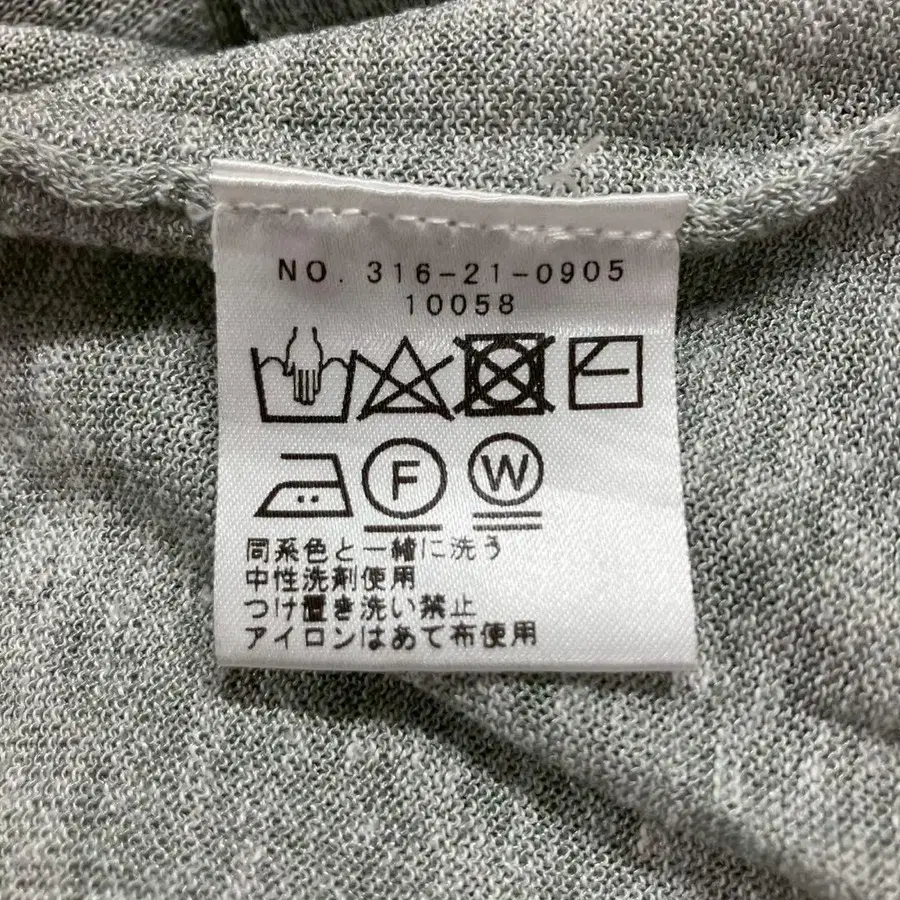 NO. 316-21-0905
10058
F W
同系色と一緒に洗う
中性洗剤使用
つけ置き洗い禁止
アイロンはあて布使用